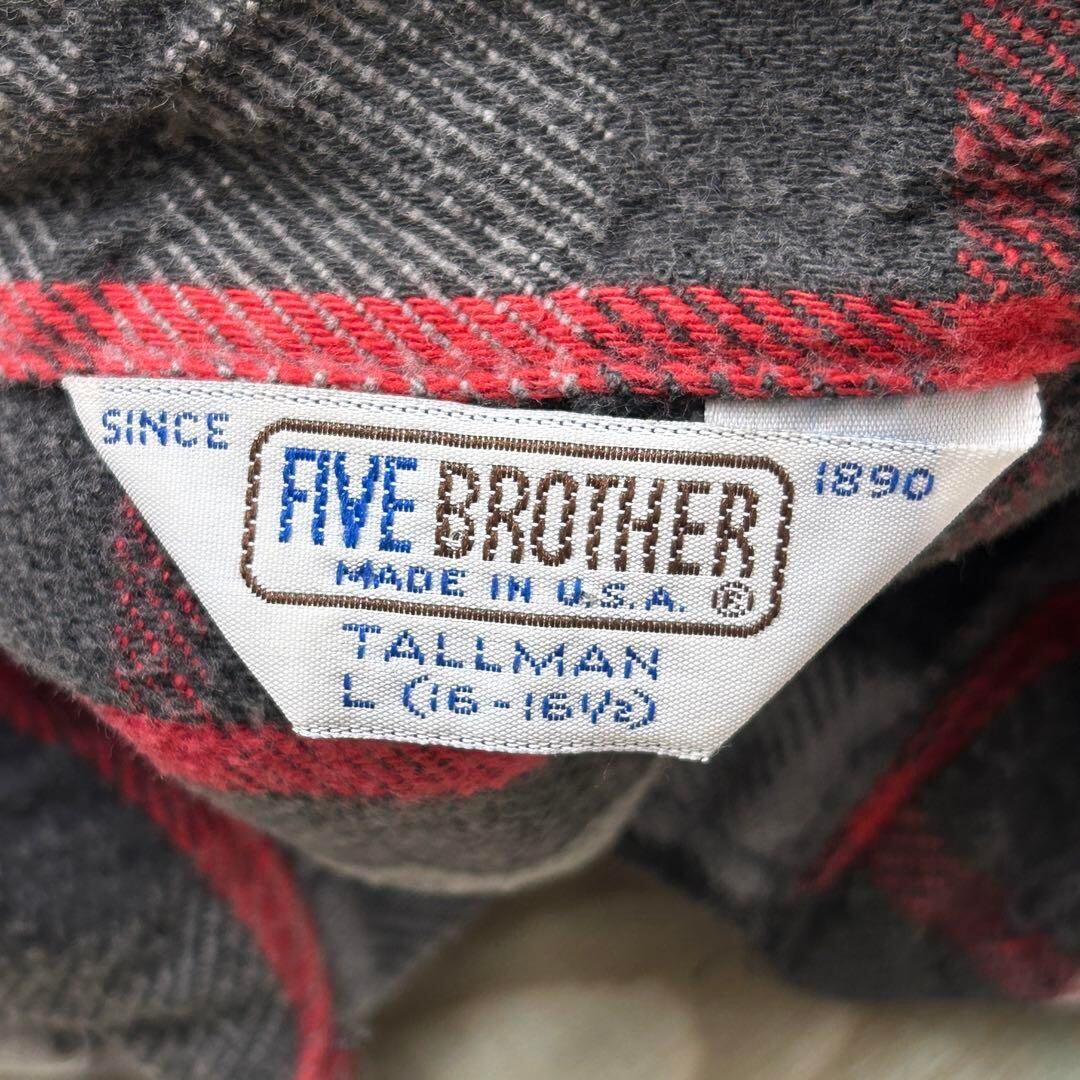 SINCE 1890
FIVE BROTHER
MADE IN U.S.A. ®
TALLMAN
L (16-16½)